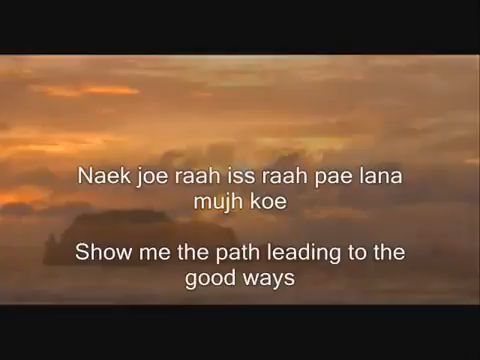 Naek joe raah iss raah pae lana
mujh koe
Show me the path leading to the
good ways